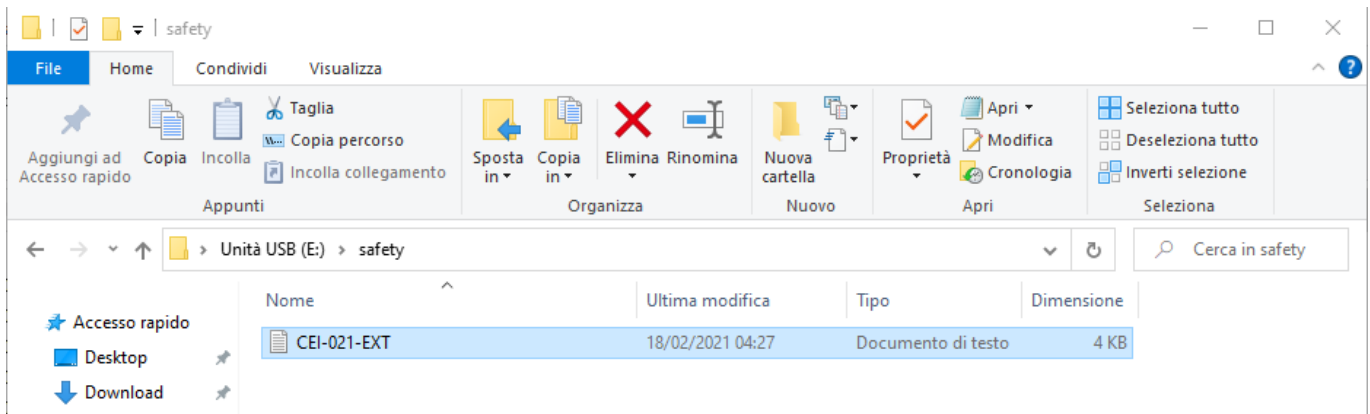 safety
File Home Condividi Visualizza
Aggiungi ad
Accesso rapido
Copia
Incolla
Taglia
Copia percorso
Incolla collegamento
Appunti
Sposta
in
Copia
in
Elimina
Rinomina
Organizza
Nuova
cartella
Nuovo
Proprietà
Apri
Modifica
Cronologia
Apri
Seleziona tutto
Deseleziona tutto
Inverti selezione
Seleziona
Unità USB (E:) > safety
Cerca in safety
Nome Ultima modifica Tipo Dimensione
Accesso rapido
CEI-021-EXT 18/02/2021 04:27 Documento di testo 4 KB
Desktop
Download